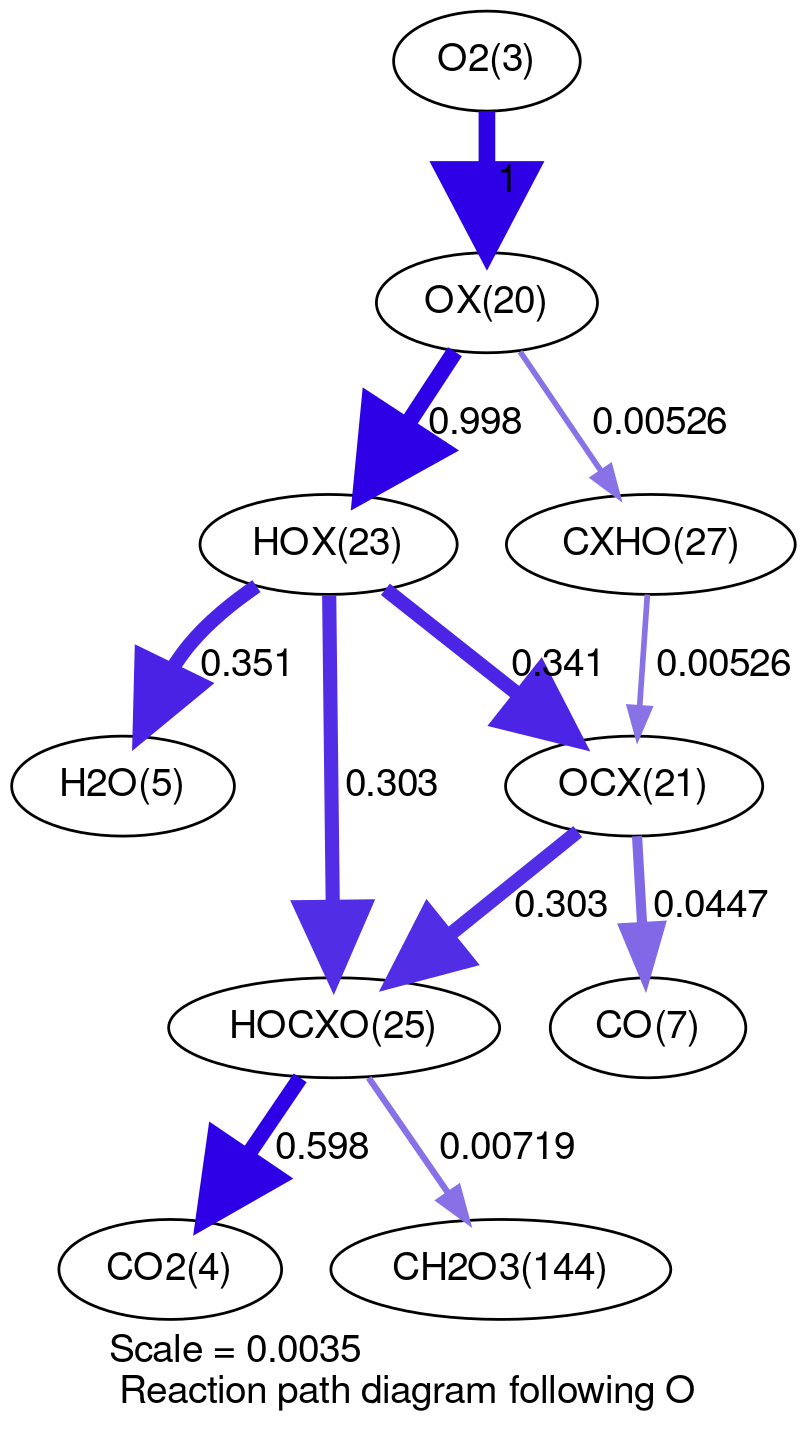 O2(3)
1
OX(20)
0.998
0.00526
HOX(23)
CXHO(27)
0.351
0.341
0.00526
H2O(5)
0.303
OCX(21)
0.303
0.0447
HOCXO(25)
CO(7)
0.598
0.00719
CO2(4)
CH2O3(144)
Scale = 0.0035
Reaction path diagram following O